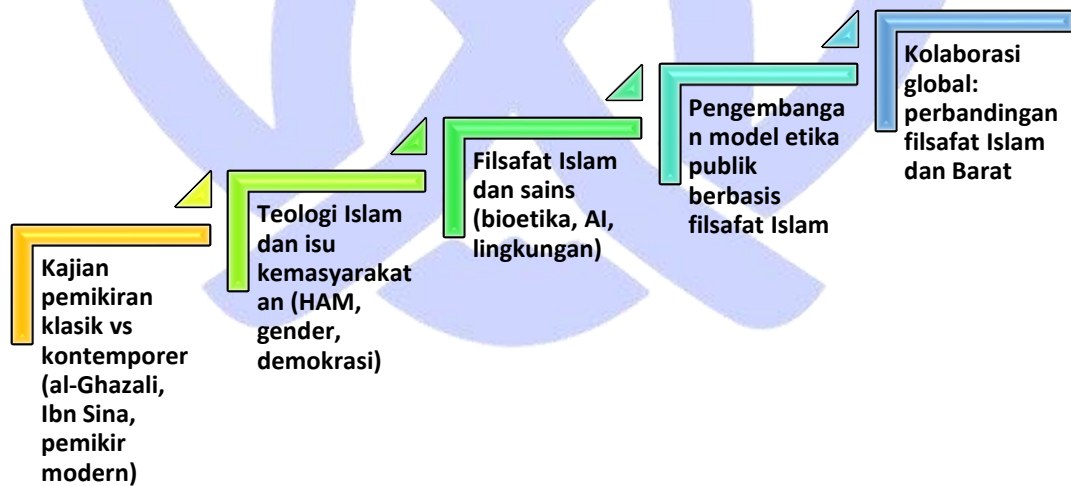 Kajian
pemikiran
klasik vs
kontemporer
(al-Ghazali,
Ibn Sina,
pemikir
modern)
Teologi Islam
dan isu
kemasyarakat
an (HAM,
gender,
demokrasi)
Filsafat Islam
dan sains
(bioetika, AI,
lingkungan)
Pengembanga
n model etika
publik
berbasis
filsafat Islam
Kolaborasi
global:
perbandingan
filsafat Islam
dan Barat